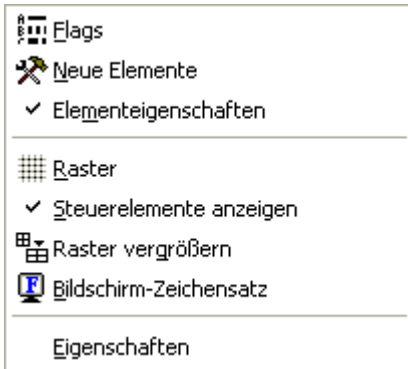 Flags
Neue Elemente
Elementeigenschaften
Raster
Steuerelemente anzeigen
Raster vergrößern
Bildschirm-Zeichensatz
Eigenschaften